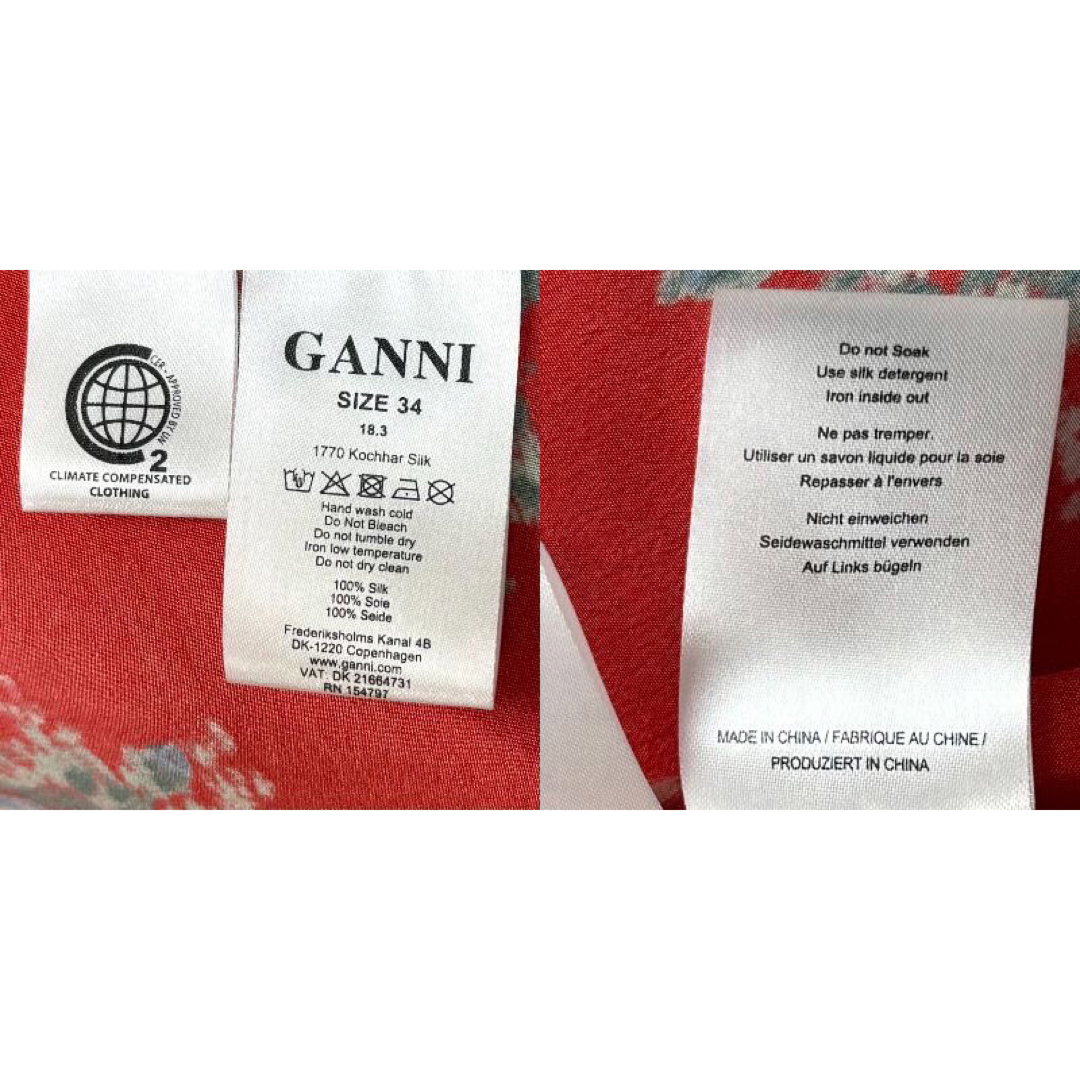 CER - APPROVED BY UN
2
CLIMATE COMPENSATED
CLOTHING
GANNI
SIZE 34
18.3
1770 Kochhar Silk
Hand wash cold
Do Not Bleach
Do not tumble dry
Iron low temperature
Do not dry clean
100% Silk
100% Soie
100% Seide
Frederiksholms Kanal 4B
DK-1220 Copenhagen
www.ganni.com
VAT: DK 21664731
RN 154797
Do not Soak
Use silk detergent
Iron inside out
Ne pas tremper.
Utiliser un savon liquide pour la soie
Repasser à l'envers
Nicht einweichen
Seidewaschmittel verwenden
Auf Links bügeln
MADE IN CHINA / FABRIQUE AU CHINE /
PRODUZIERT IN CHINA